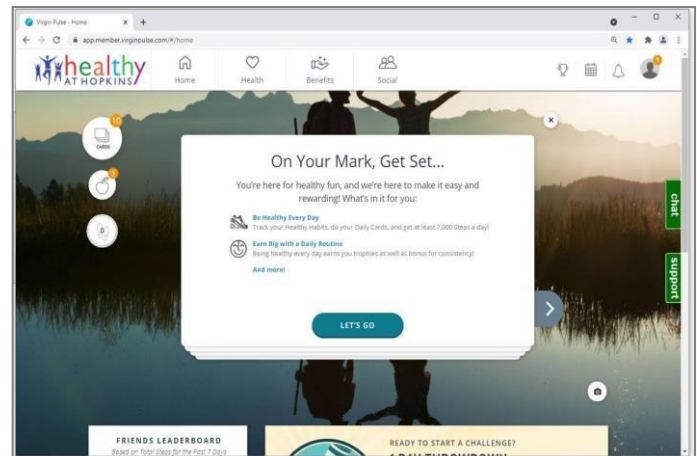 Virgin Pulse - Home
app.member.virginpulse.com/#/home
healthy
AT HOPKINS
Home
Health
Benefits
Social
10
CARDS
On Your Mark, Get Set...
You're here for healthy fun, and we're here to make it easy and
rewarding! What's in it for you:
Be Healthy Every Day
Track your Healthy Habits, do your Daily Cards, and get at least 7,000 Steps a day!
Earn Big with a Daily Routine
Being healthy every day earns you trophies as well as bonus for consistency!
And more!
LET'S GO
chat
support
FRIENDS LEADERBOARD
Based on Total Steps for the Past 7 Days
READY TO START A CHALLENGE?
1 DAY THROWDOWN